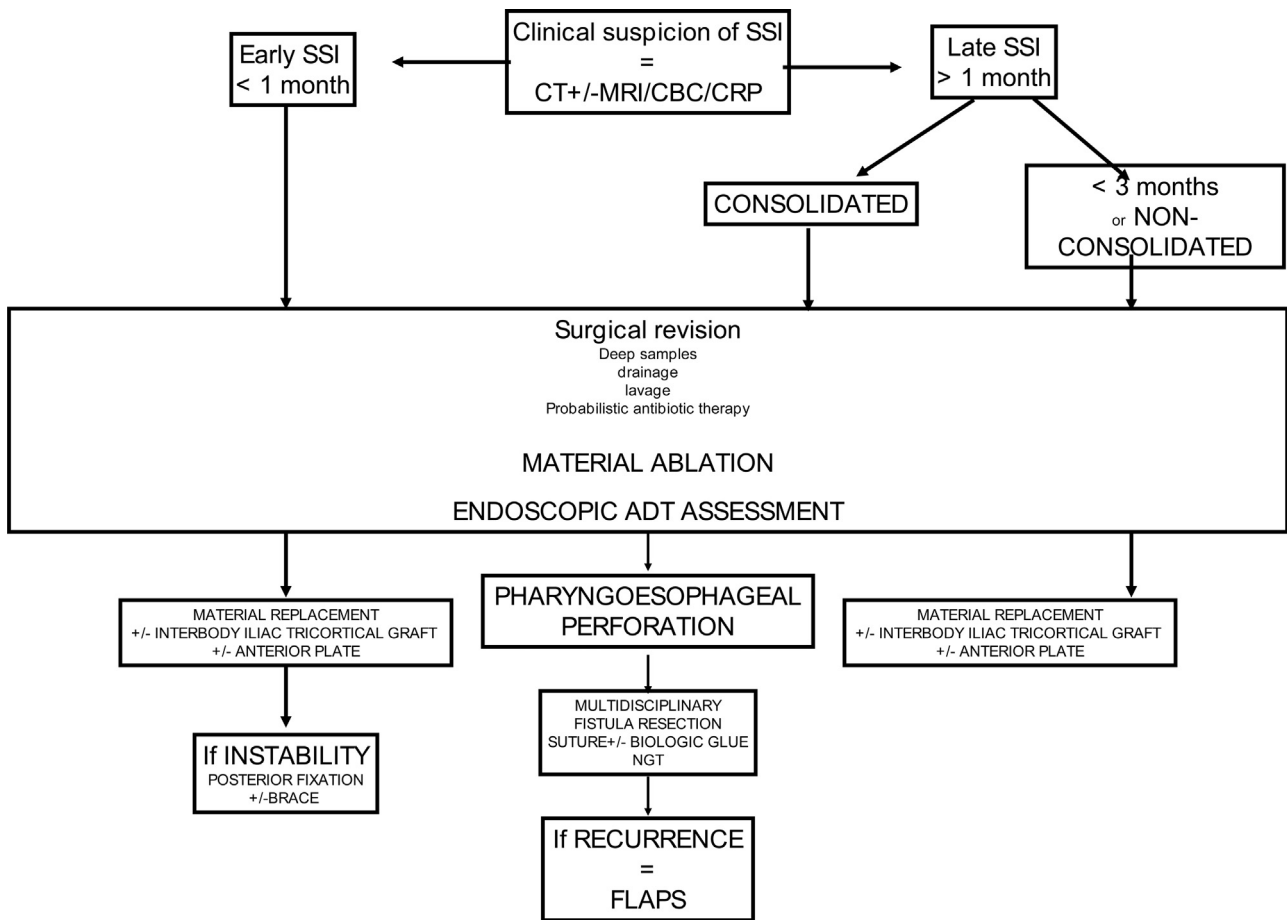 Clinical suspicion of SSI
=
CT+/-MRI/CBC/CRP
Early SSI
< 1 month
Late SSI
> 1 month
CONSOLIDATED
< 3 months
or NON-
CONSOLIDATED
Surgical revision
Deep samples
drainage
lavage
Probabilistic antibiotic therapy
MATERIAL ABLATION
ENDOSCOPIC ADT ASSESSMENT
MATERIAL REPLACEMENT
+/- INTERBODY ILIAC TRICORTICAL GRAFT
+/- ANTERIOR PLATE
If INSTABILITY
POSTERIOR FIXATION
+/-BRACE
PHARYNGOESOPHAGEAL
PERFORATION
MULTIDISCIPLINARY
FISTULA RESECTION
SUTURE+/- BIOLOGIC GLUE
NGT
If RECURRENCE
=
FLAPS
MATERIAL REPLACEMENT
+/- INTERBODY ILIAC TRICORTICAL GRAFT
+/- ANTERIOR PLATE